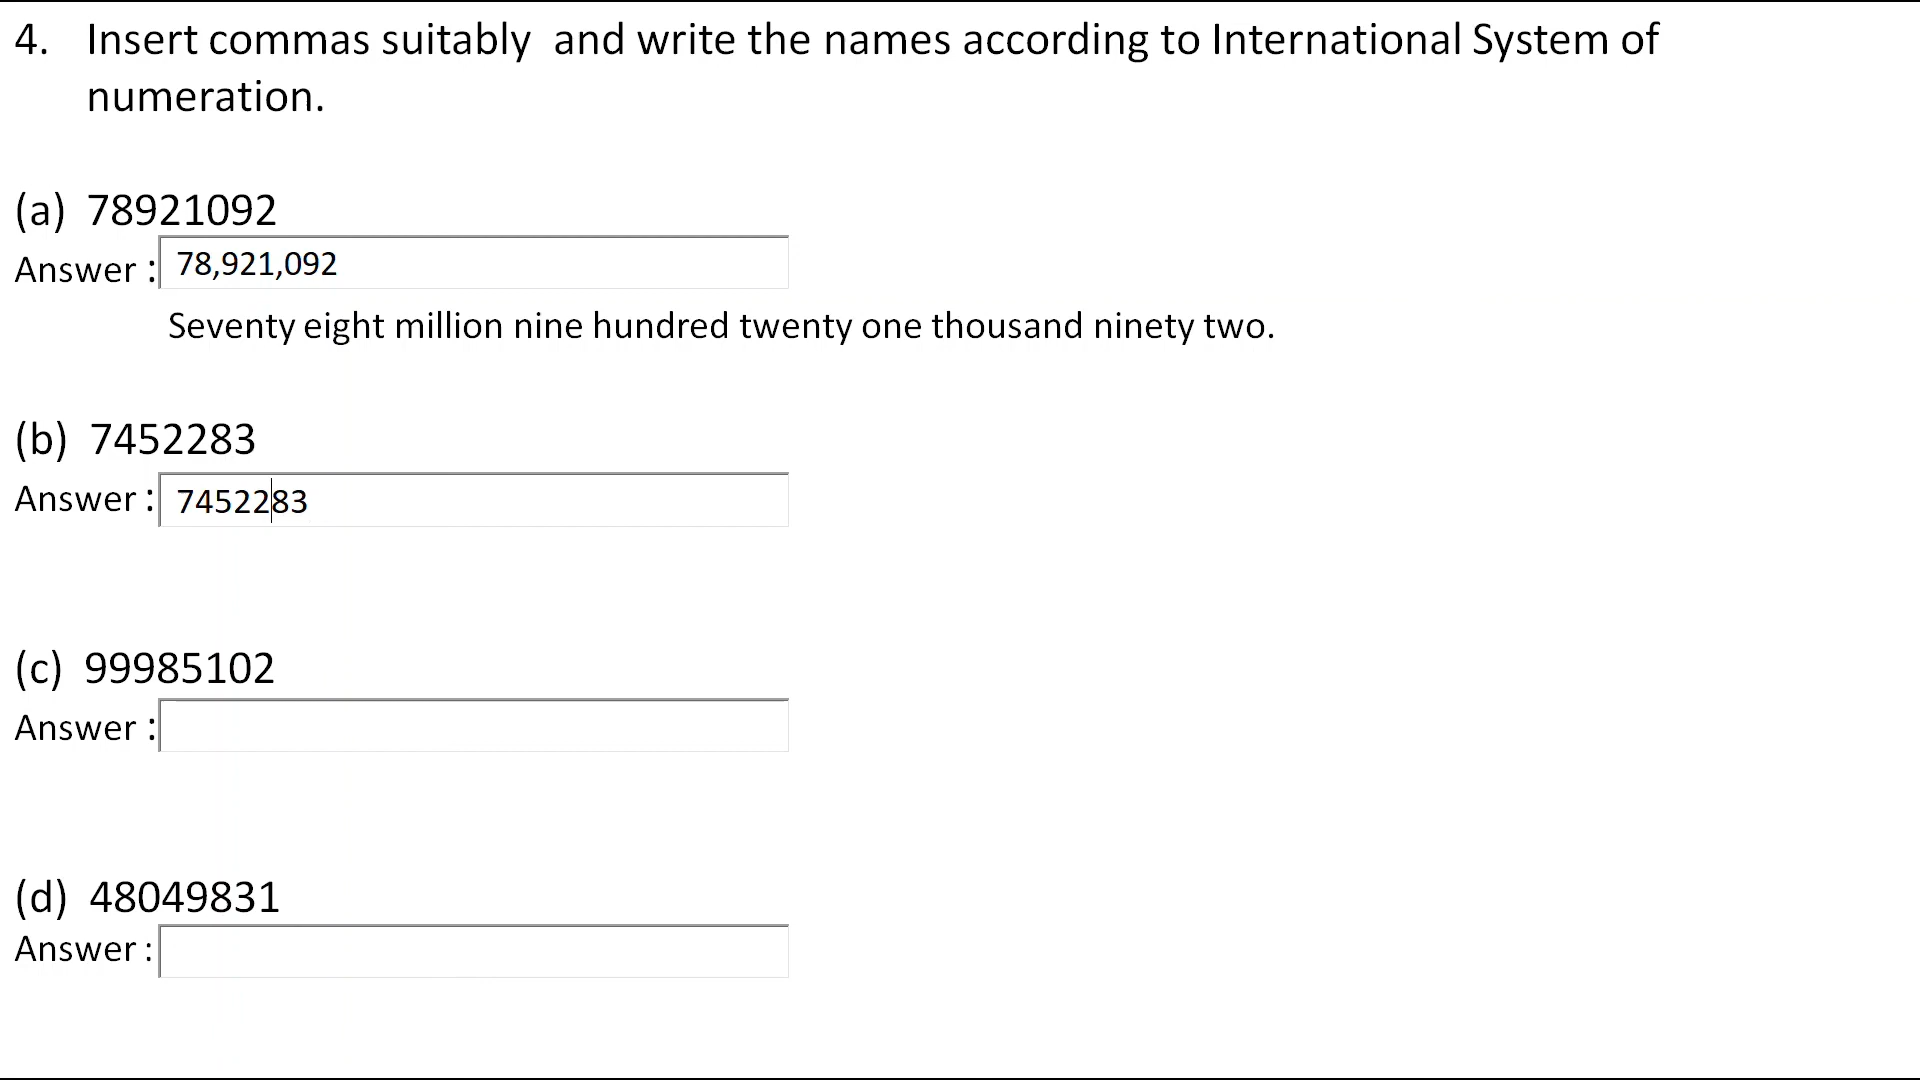 4. Insert commas suitably and write the names according to International System of
numeration.
(a) 78921092
Answer : 78,921,092
Seventy eight million nine hundred twenty one thousand ninety two.
(b) 7452283
Answer : 7452283
(c) 99985102
Answer :
(d) 48049831
Answer :